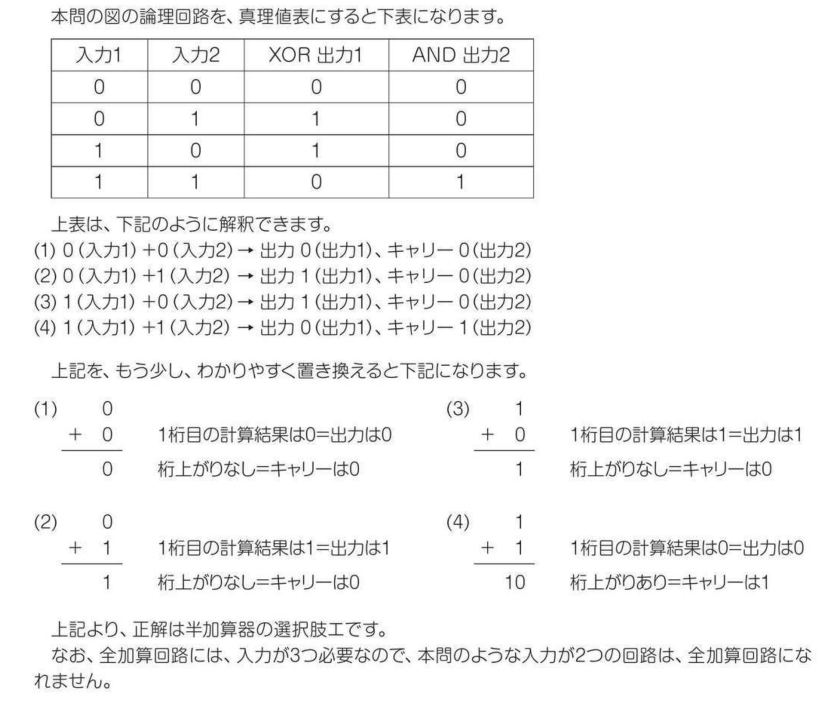 本問の図の論理回路を、真理値表にすると下表になります。
入力1 入力2 XOR 出力1 AND 出力2
0 0 0 0
0 1 1 0
1 0 1 0
1 1 0 1
上表は、下記のように解釈できます。
(1) 0(入力1)+0(入力2)→ 出力 0(出力1)、キャリー 0(出力2)
(2) 0(入力1)+1(入力2)→ 出力 1(出力1)、キャリー 0(出力2)
(3) 1(入力1)+0(入力2)→ 出力 1(出力1)、キャリー 0(出力2)
(4) 1(入力1)+1(入力2)→ 出力 0(出力1)、キャリー 1(出力2)
上記を、もう少し、わかりやすく置き換えると下記になります。
(1) 0
+ 0 1桁目の計算結果は0=出力は0
0 桁上がりなし=キャリーは0
(2) 0
+ 1 1桁目の計算結果は1=出力は1
1 桁上がりなし=キャリーは0
(3) 1
+ 0 1桁目の計算結果は1=出力は1
1 桁上がりなし=キャリーは0
(4) 1
+ 1 1桁目の計算結果は0=出力は0
10 桁上がりあり=キャリーは1
上記より、正解は半加算器の選択肢エです。
なお、全加算回路には、入力が3つ必要なので、本問のような入力が2つの回路は、全加算回路にな
れません。